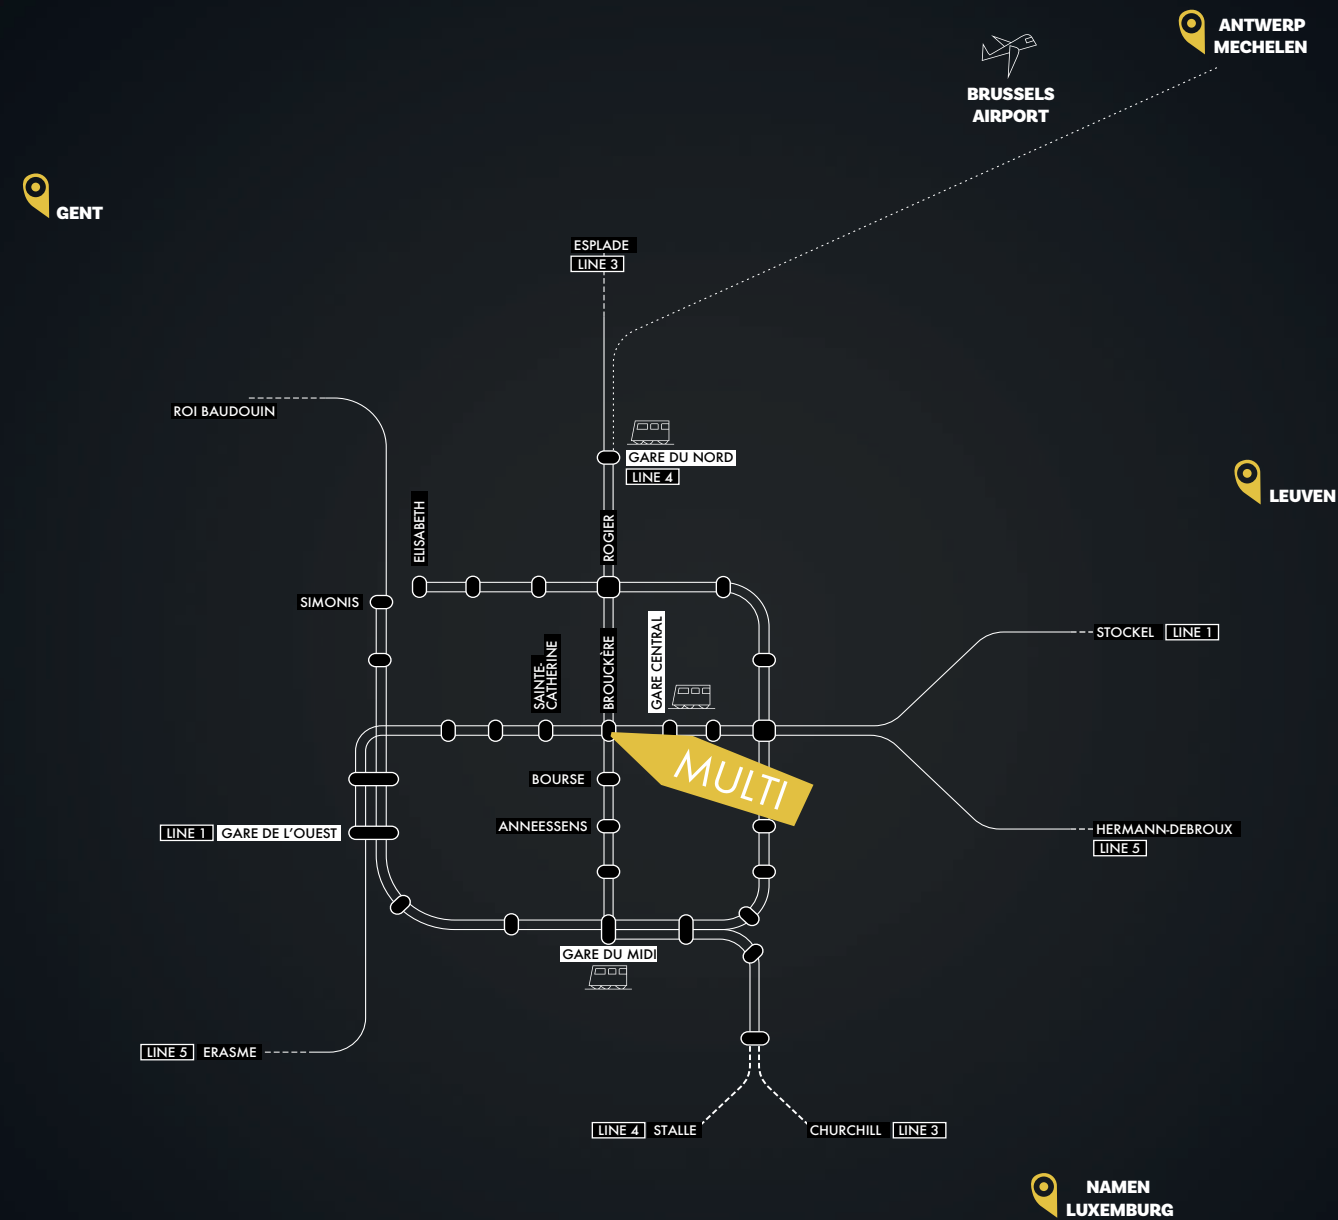 ANTWERP
MECHELEN
BRUSSELS
AIRPORT
GENT
ESPLADE
LINE 3
ROI BAUDOUIN
GARE DU NORD
LINE 4
LEUVEN
ELISABETH
ROGIER
SIMONIS
SAINTE-
CATHERINE
BROUCKÈRE
GARE CENTRAL
STOCKEL LINE 1
MULTI
BOURSE
ANNEESSENS
LINE 1 GARE DE L'OUEST
HERMANN-DEBROUX
LINE 5
GARE DU MIDI
LINE 5 ERASME
LINE 4 STALLE
CHURCHILL LINE 3
NAMEN
LUXEMBURG